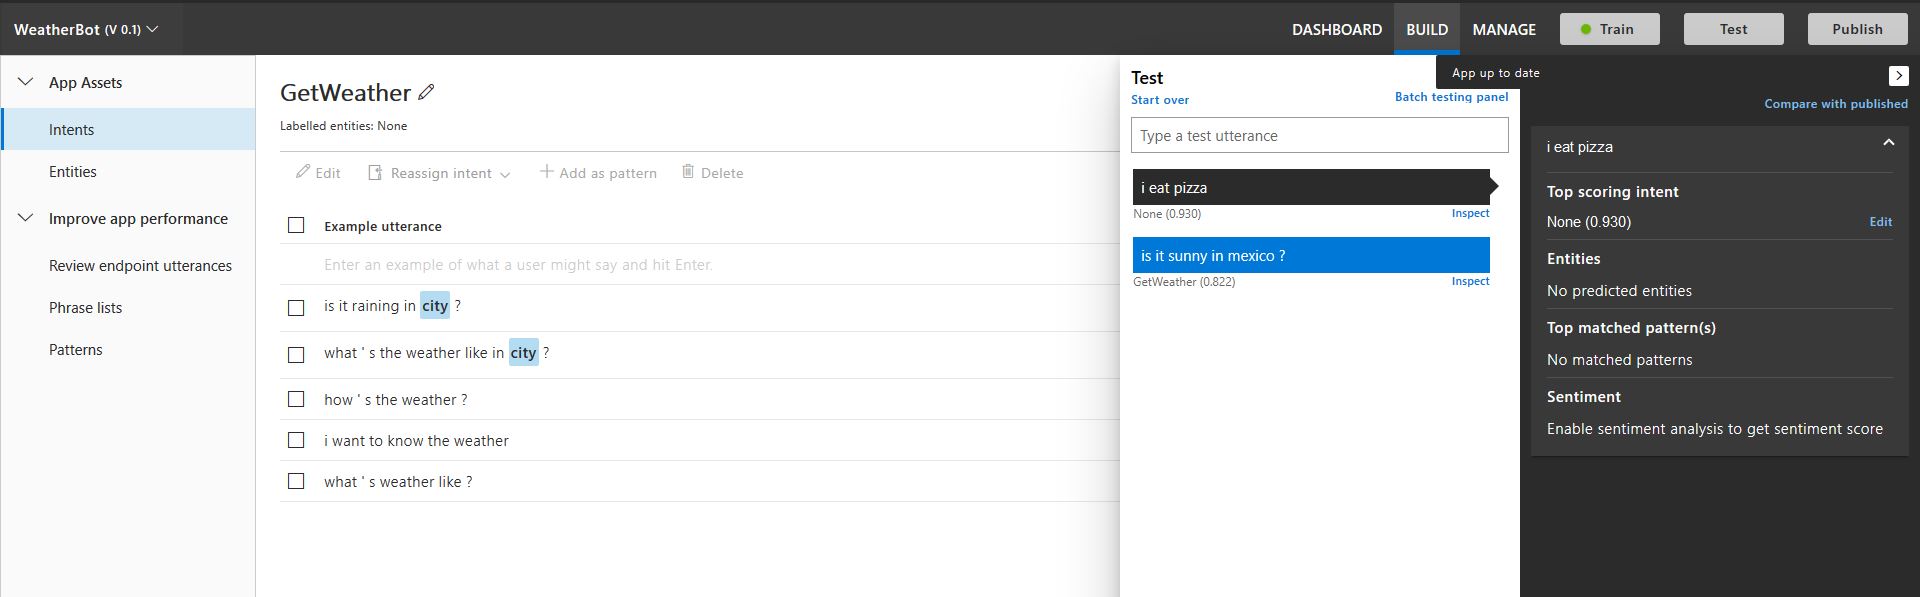 WeatherBot (V 0.1)
DASHBOARD
BUILD
MANAGE
Train
Test
Publish
App up to date
App Assets
Intents
Entities
Improve app performance
Review endpoint utterances
Phrase lists
Patterns
GetWeather
Labelled entities: None
Edit
Reassign intent
Add as pattern
Delete
Example utterance
Enter an example of what a user might say and hit Enter.
is it raining in city ?
what ' s the weather like in city ?
how ' s the weather ?
i want to know the weather
what ' s weather like ?
Test
Start over
Batch testing panel
Type a test utterance
i eat pizza
None (0.930)
Inspect
is it sunny in mexico ?
GetWeather (0.822)
Inspect
Compare with published
i eat pizza
Top scoring intent
None (0.930)
Edit
Entities
No predicted entities
Top matched pattern(s)
No matched patterns
Sentiment
Enable sentiment analysis to get sentiment score